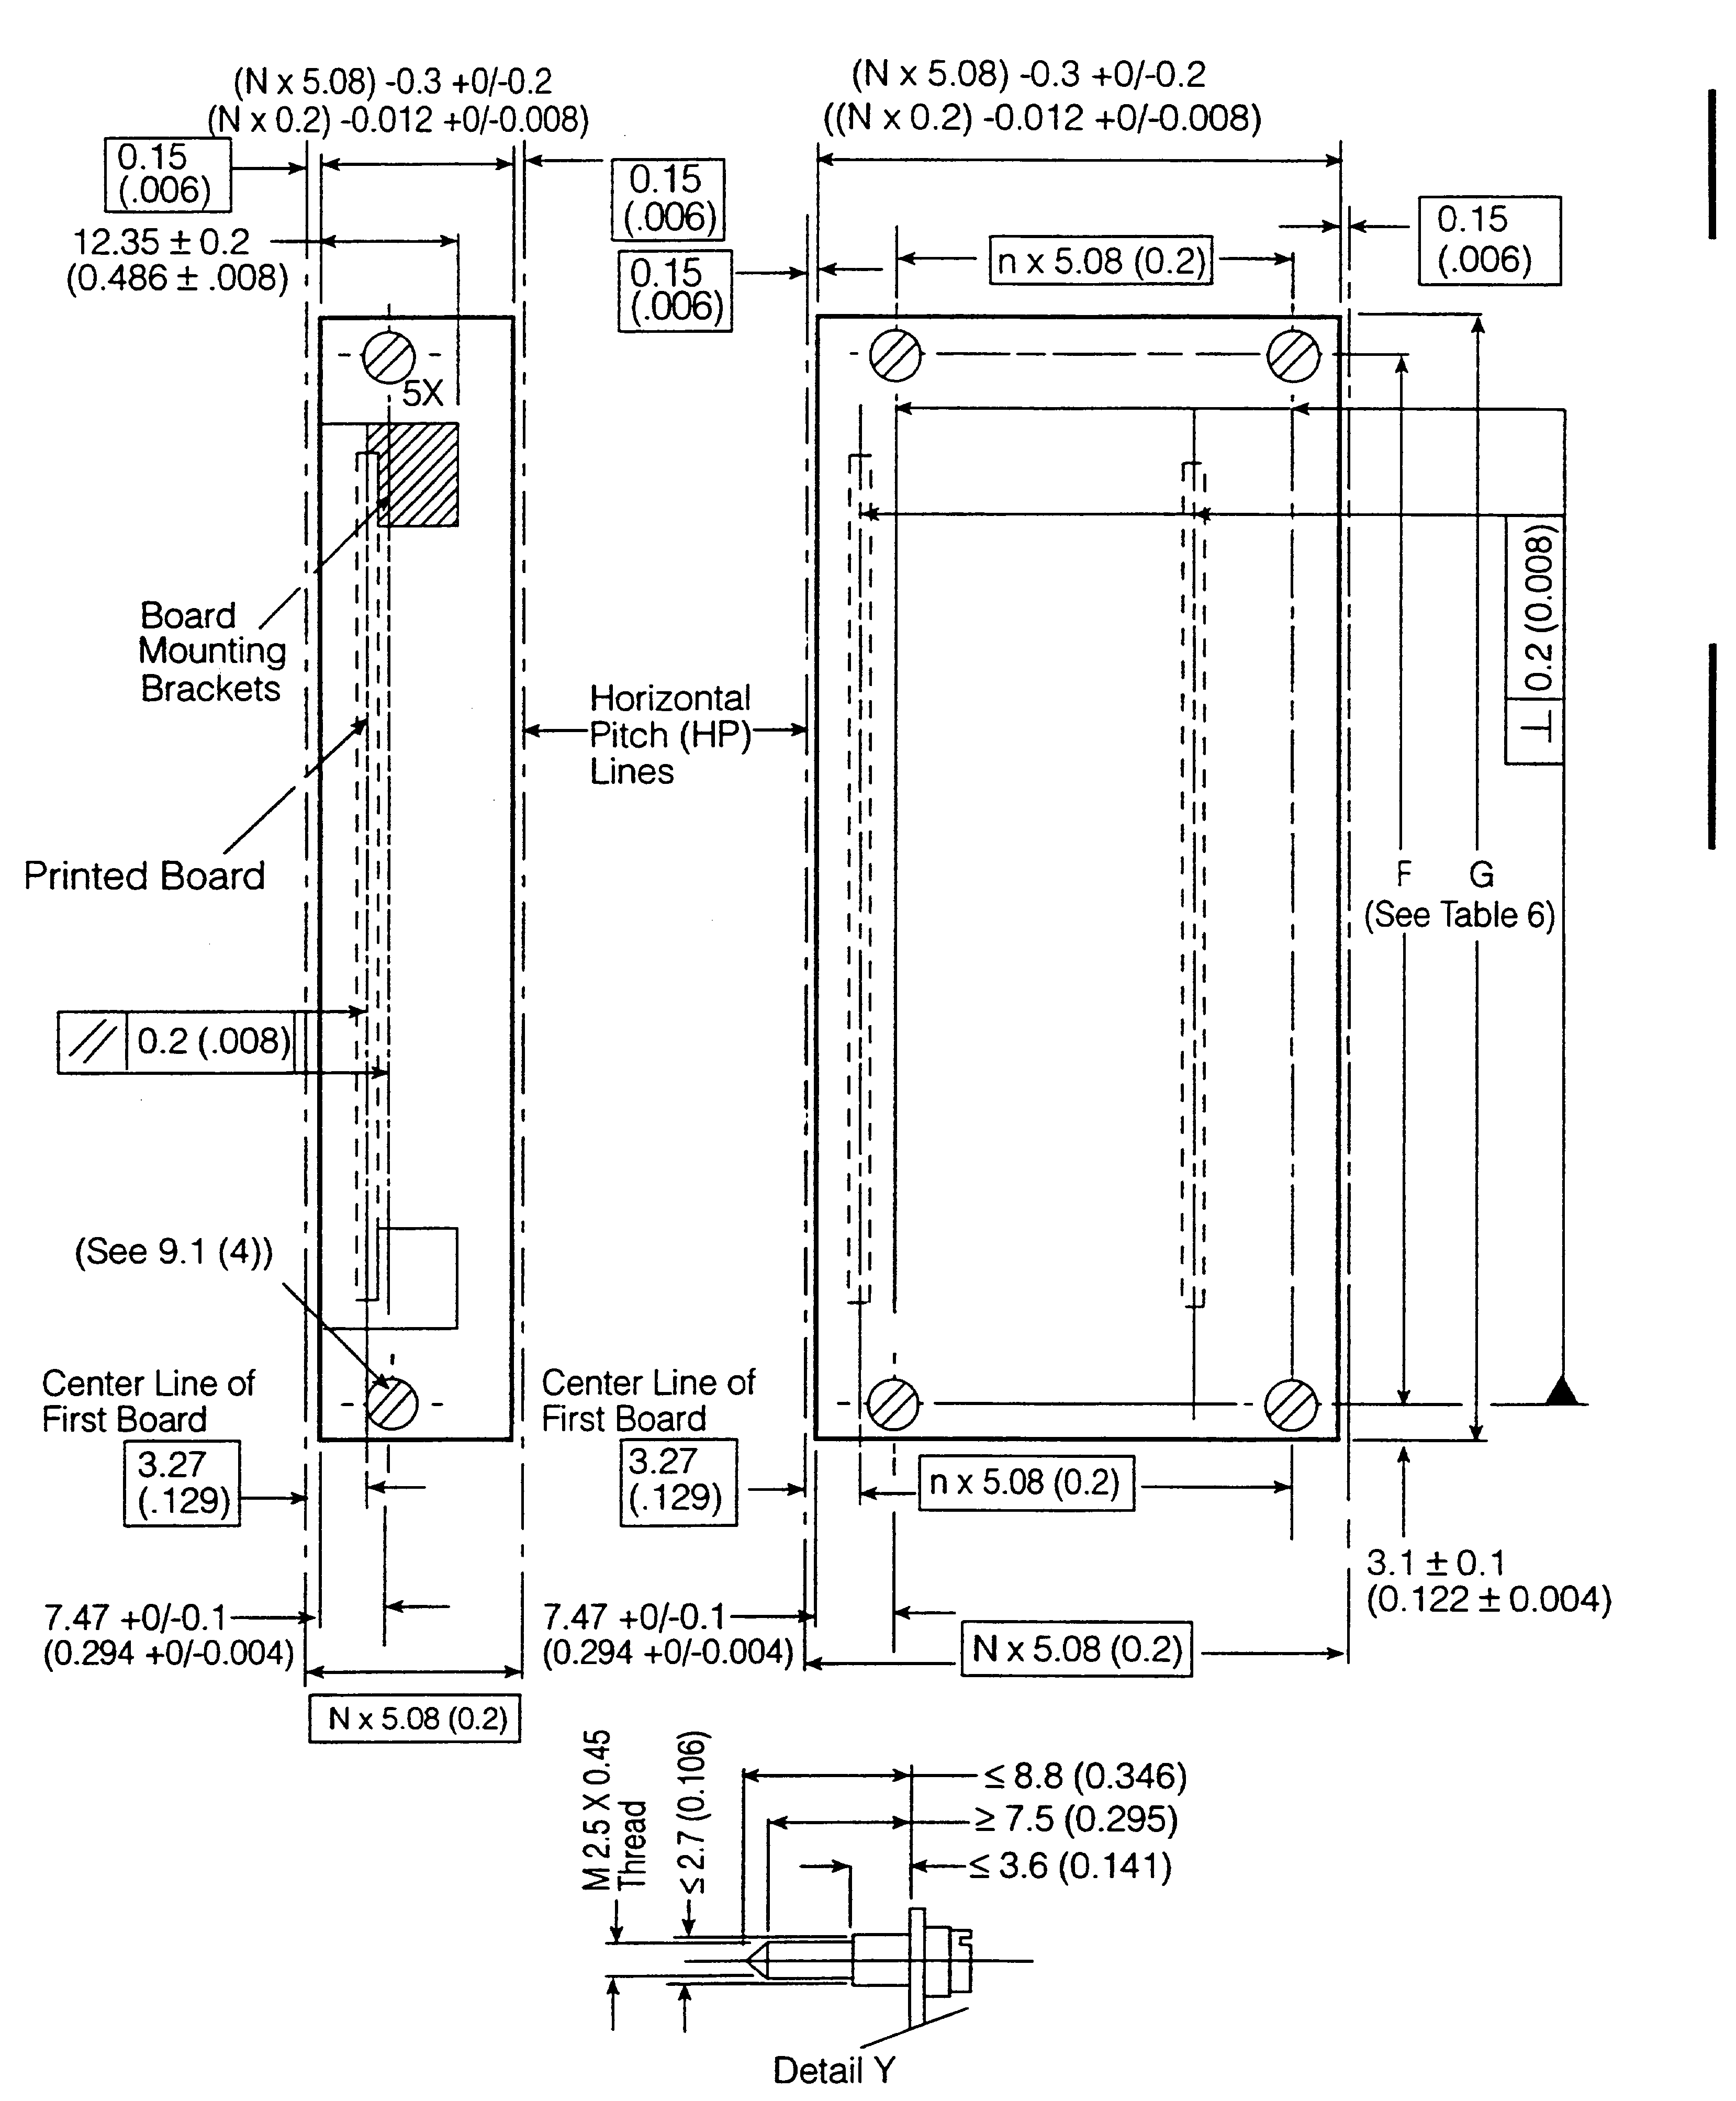 (N x 5.08) -0.3 +0/-0.2
(N x 0.2) -0.012 +0/-0.008)
(N x 5.08) -0.3 +0/-0.2
((N x 0.2) -0.012 +0/-0.008)
0.15
(.006)
0.15
(.006)
12.35 ± 0.2
(0.486 ± .008)
0.15
(.006)
n x 5.08 (0.2)
0.15
(.006)
5X
0.2 (0.008)
⊥
Board
Mounting
Brackets
Horizontal
Pitch (HP)
Lines
Printed Board
F G
(See Table 6)
// 0.2 (.008)
(See 9.1 (4))
Center Line of
First Board
3.27
(.129)
Center Line of
First Board
3.27
(.129)
n x 5.08 (0.2)
3.1 ± 0.1
(0.122 ± 0.004)
7.47 +0/-0.1
(0.294 +0/-0.004)
7.47 +0/-0.1
(0.294 +0/-0.004)
N x 5.08 (0.2)
N x 5.08 (0.2)
M 2.5 X 0.45
Thread
≤ 2.7 (0.106)
≤ 8.8 (0.346)
≥ 7.5 (0.295)
≤ 3.6 (0.141)
Detail Y